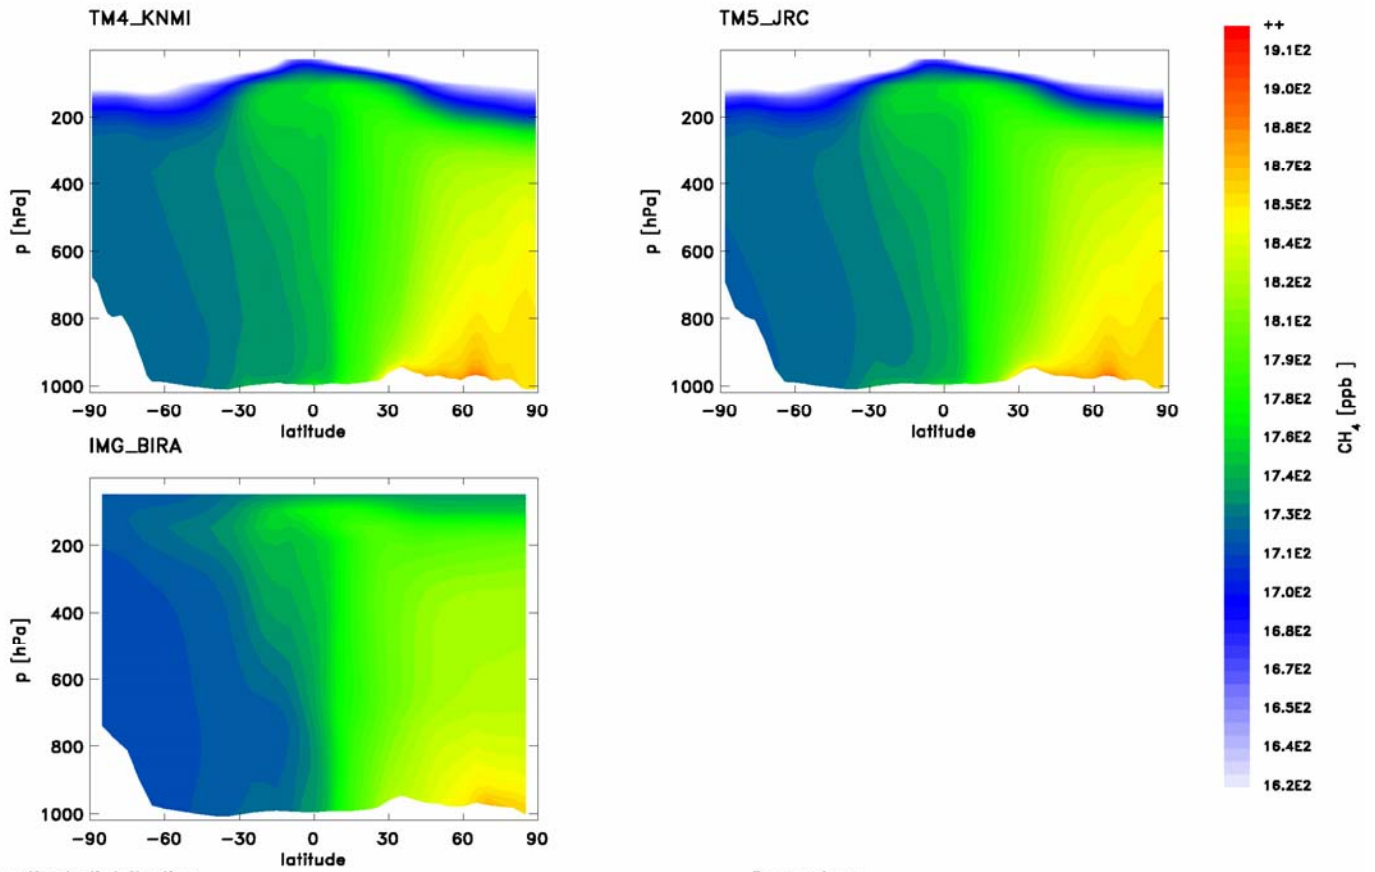 TM4_KNMI
TM5_JRC
p [hPa]
200
400
600
800
1000
-90 -60 -30 0 30 60 90
latitude
p [hPa]
200
400
600
800
1000
-90 -60 -30 0 30 60 90
latitude
IMG_BIRA
p [hPa]
200
400
600
800
1000
-90 -60 -30 0 30 60 90
latitude
++
19.1E2
19.0E2
18.8E2
18.7E2
18.5E2
18.4E2
18.2E2
18.1E2
17.9E2
17.8E2
17.6E2
17.4E2
17.3E2
17.1E2
17.0E2
16.8E2
16.7E2
16.5E2
16.4E2
16.2E2
CH₄ [ppb ]